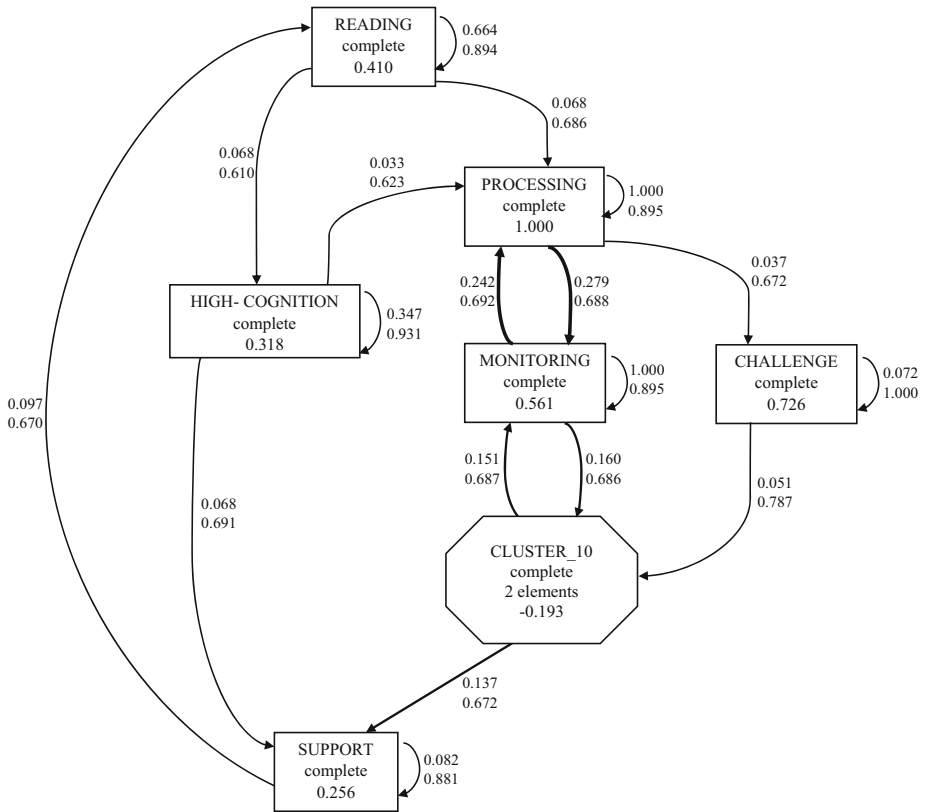 READING
complete
0.410
0.664
0.894
0.068
0.686
0.068
0.610
0.033
0.623
PROCESSING
complete
1.000
1.000
0.895
0.037
0.672
0.242
0.692
0.279
0.688
HIGH- COGNITION
complete
0.318
0.347
0.931
MONITORING
complete
0.561
1.000
0.895
CHALLENGE
complete
0.726
0.072
1.000
0.097
0.670
0.151
0.687
0.160
0.686
0.051
0.787
0.068
0.691
CLUSTER_10
complete
2 elements
-0.193
0.137
0.672
SUPPORT
complete
0.256
0.082
0.881